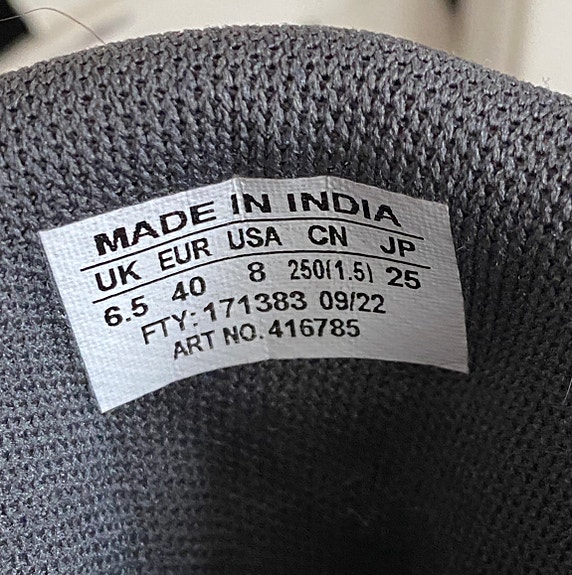 MADE IN INDIA
UK EUR USA CN JP
6.5 40 8 250(1.5) 25
FTY: 171383 09/22
ART NO. 416785